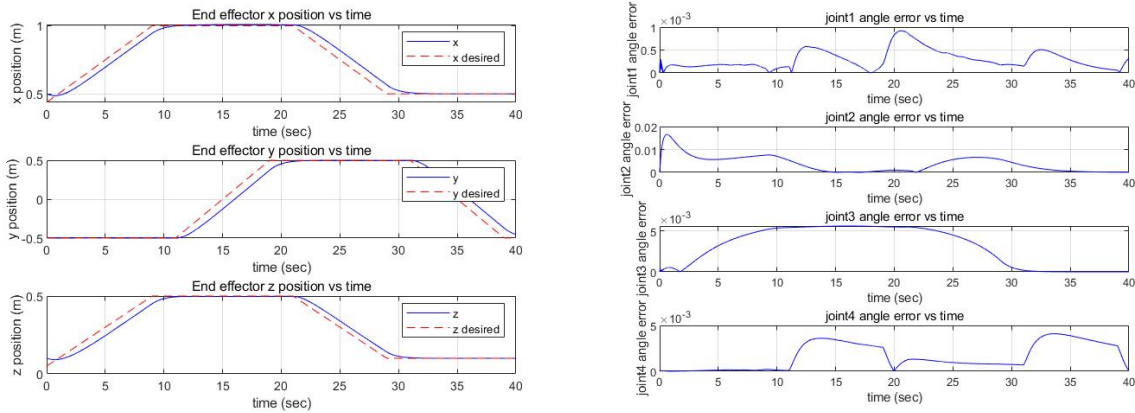 End effector x position vs time
1
0.5
x position (m)
x
x desired
0 5 10 15 20 25 30 35 40
time (sec)
End effector y position vs time
0.5
0
-0.5
y position (m)
y
y desired
0 5 10 15 20 25 30 35 40
time (sec)
End effector z position vs time
0.5
0
z position (m)
z
z desired
0 5 10 15 20 25 30 35 40
time (sec)
×10⁻³
joint1 angle error vs time
1
0.5
0
joint1 angle error
0 5 10 15 20 25 30 35 40
time (sec)
joint2 angle error vs time
0.02
0.01
0
joint2 angle error
0 5 10 15 20 25 30 35 40
time (sec)
×10⁻³
joint3 angle error vs time
5
0
joint3 angle error
0 5 10 15 20 25 30 35 40
time (sec)
×10⁻³
joint4 angle error vs time
5
0
joint4 angle error
0 5 10 15 20 25 30 35 40
time (sec)